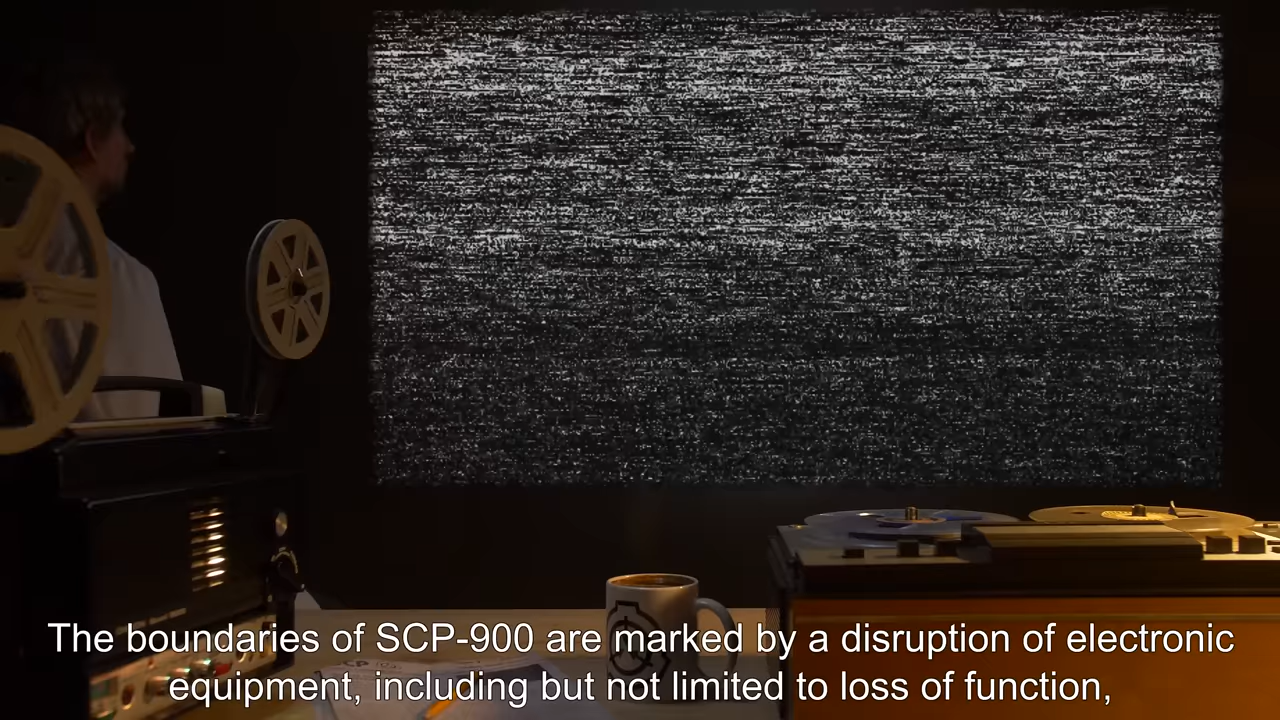 The boundaries of SCP-900 are marked by a disruption of electronic
equipment, including but not limited to loss of function,